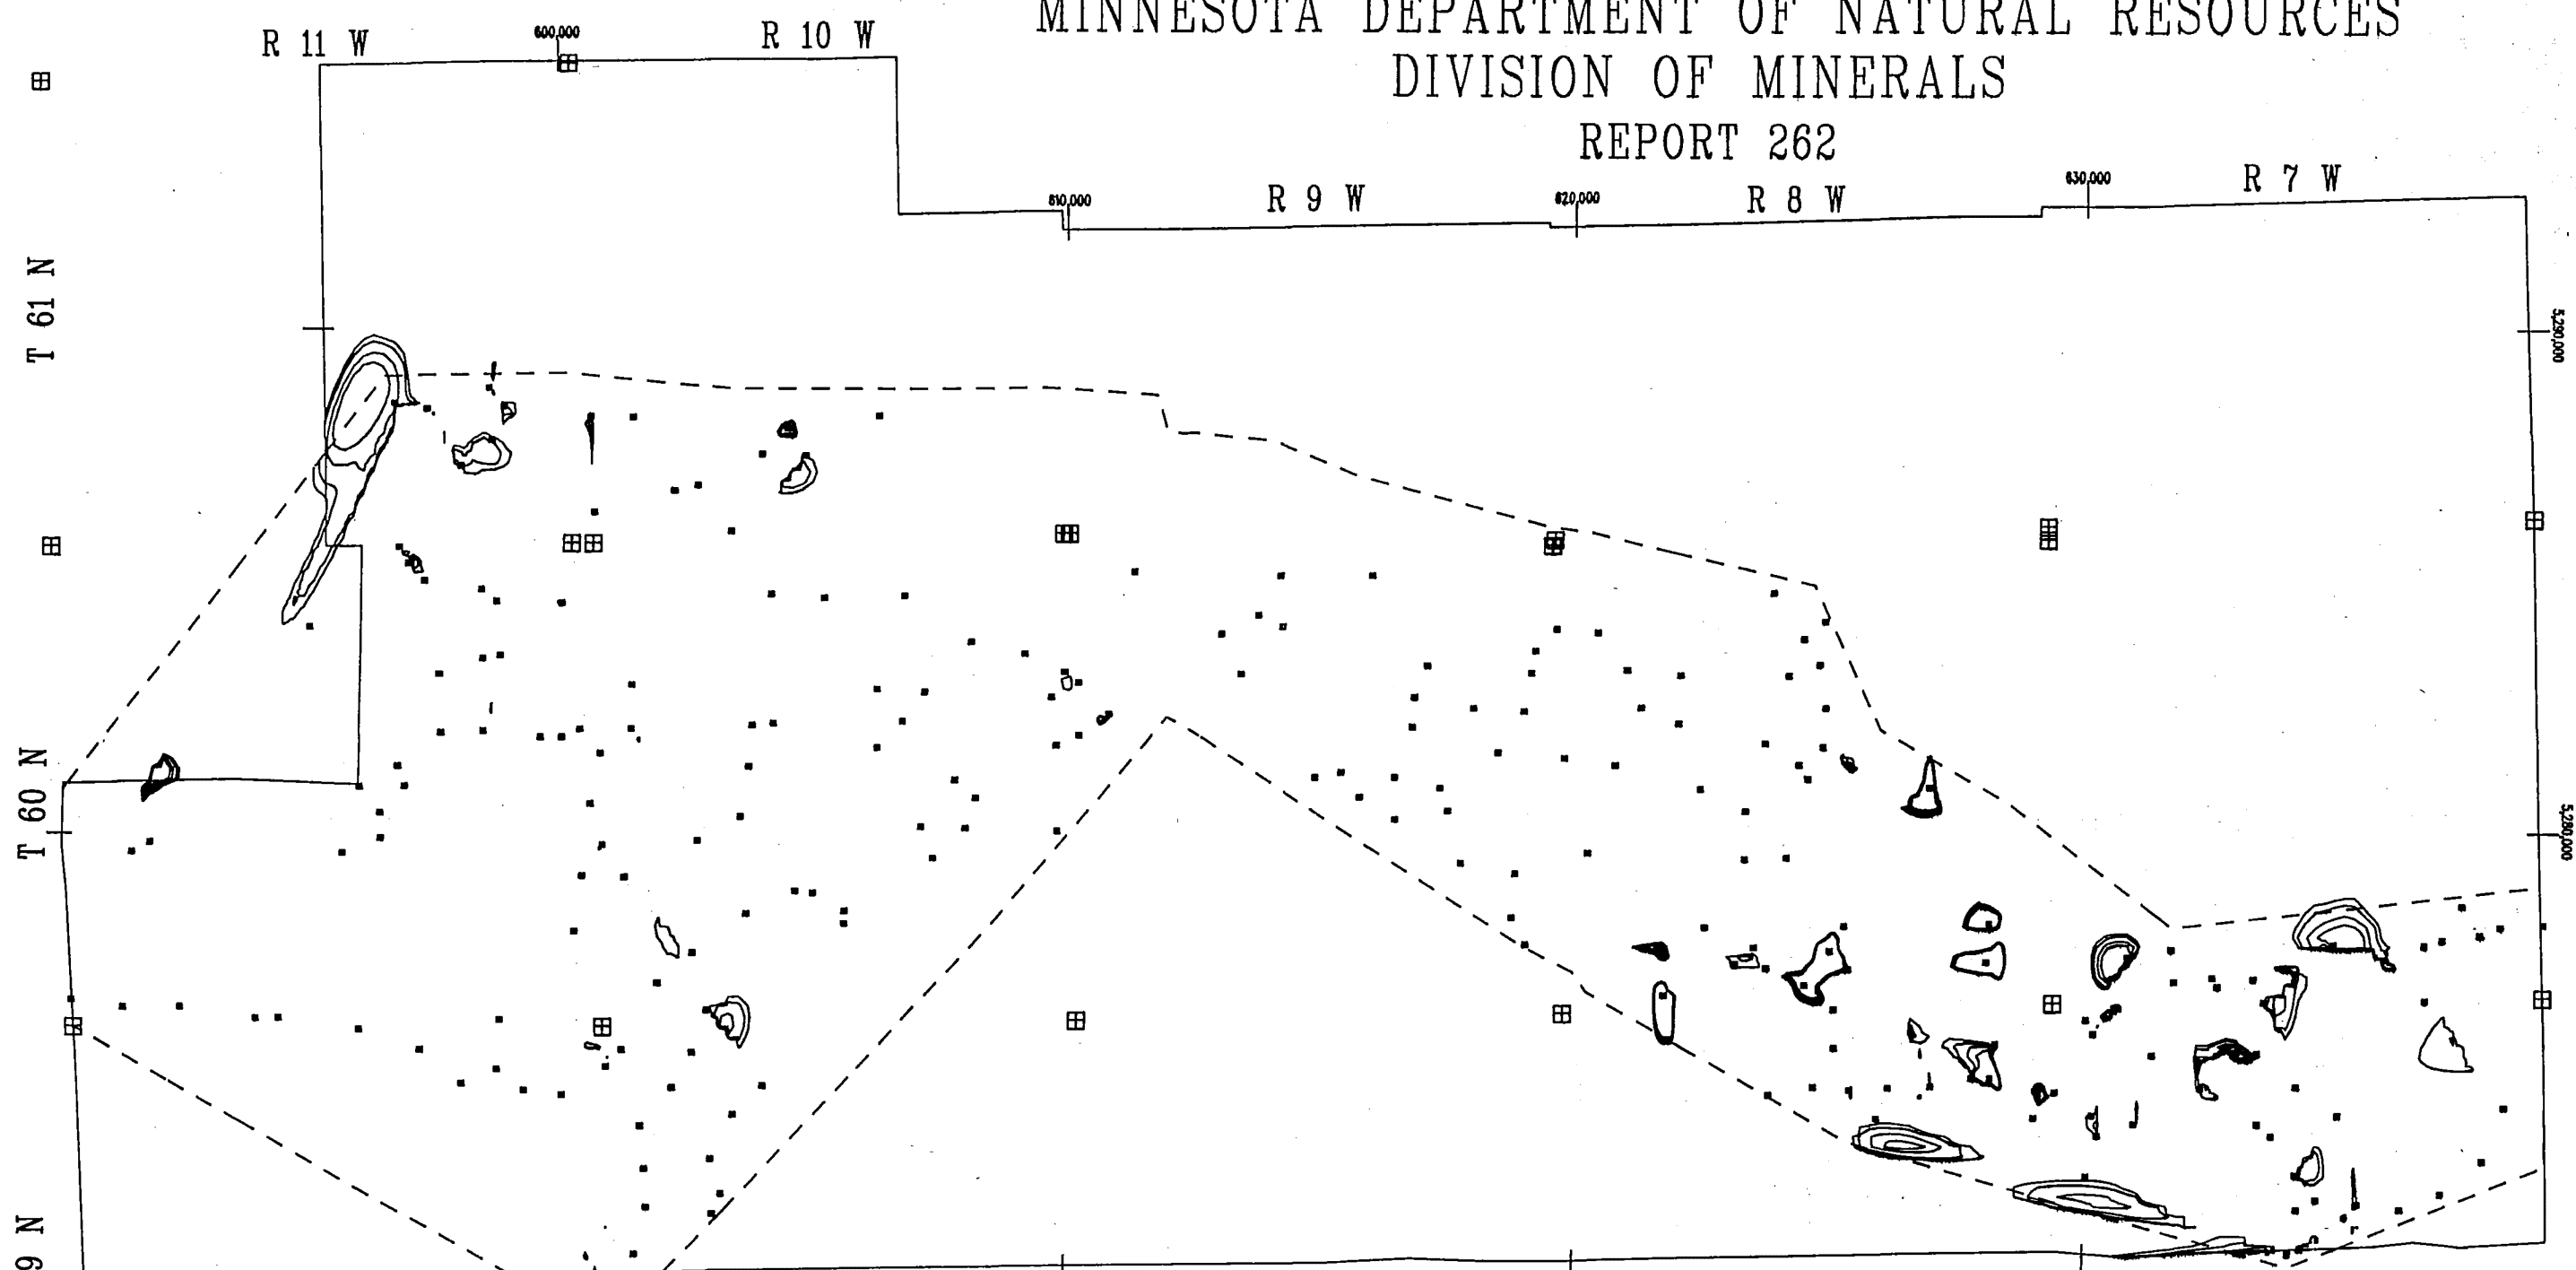 MINNESOTA DEPARTMENT OF NATURAL RESOURCES
DIVISION OF MINERALS
REPORT 262
R 11 W
600,000
R 10 W
610,000
R 9 W
620,000
R 8 W
630,000
R 7 W
T 61 N
5,290,000
T 60 N
5,280,000
9 N